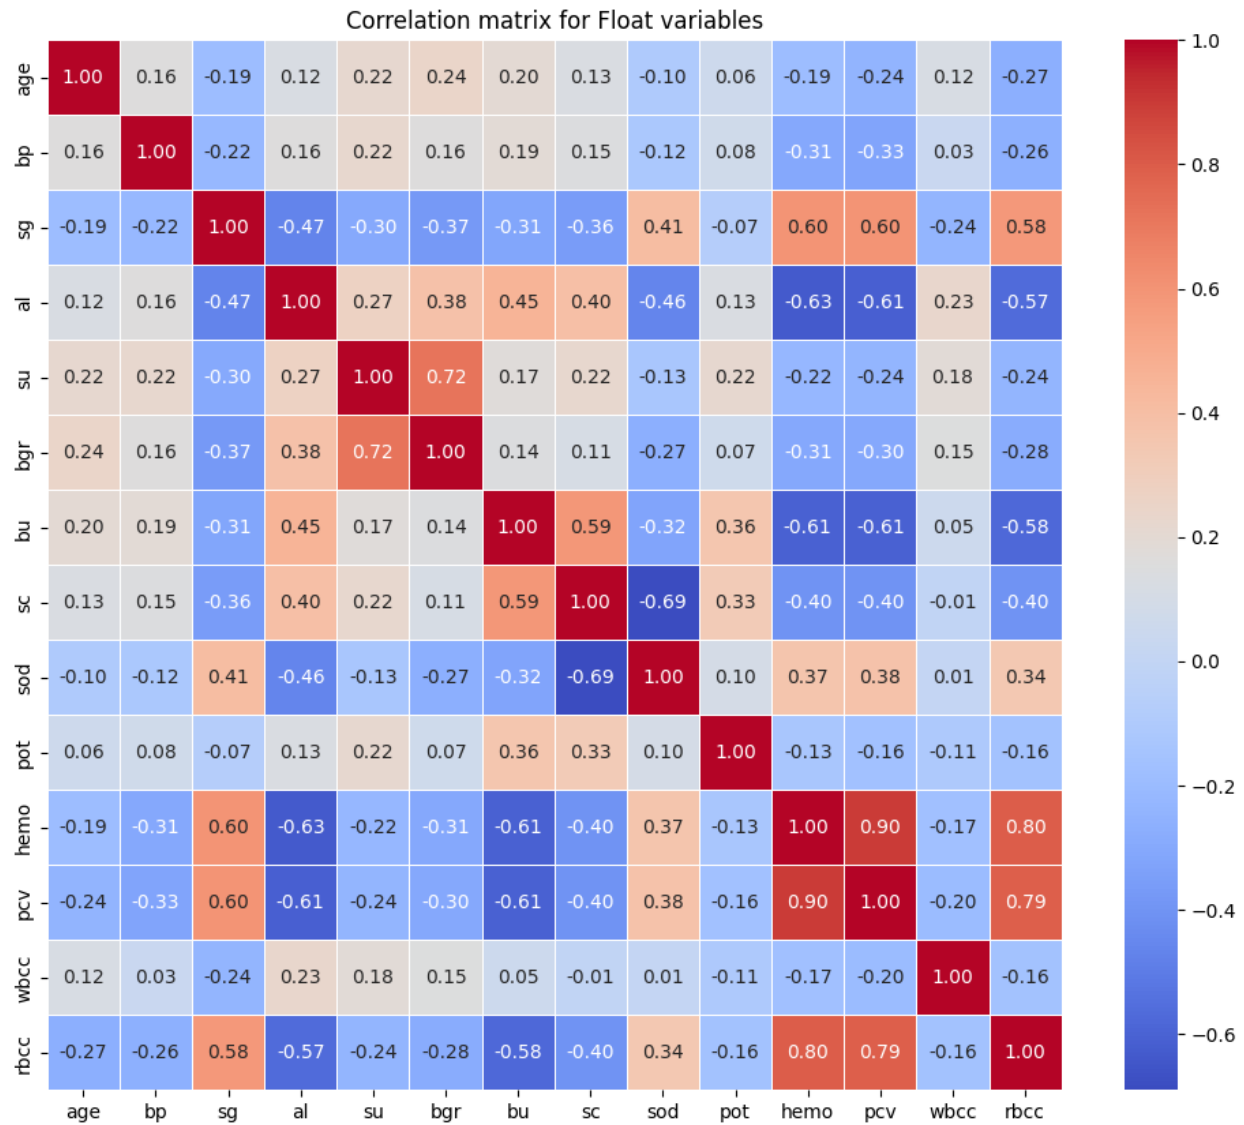 Correlation matrix for Float variables
age 1.00 0.16 -0.19 0.12 0.22 0.24 0.20 0.13 -0.10 0.06 -0.19 -0.24 0.12 -0.27
bp 0.16 1.00 -0.22 0.16 0.22 0.16 0.19 0.15 -0.12 0.08 -0.31 -0.33 0.03 -0.26
sg -0.19 -0.22 1.00 -0.47 -0.30 -0.37 -0.31 -0.36 0.41 -0.07 0.60 0.60 -0.24 0.58
al 0.12 0.16 -0.47 1.00 0.27 0.38 0.45 0.40 -0.46 0.13 -0.63 -0.61 0.23 -0.57
su 0.22 0.22 -0.30 0.27 1.00 0.72 0.17 0.22 -0.13 0.22 -0.22 -0.24 0.18 -0.24
bgr 0.24 0.16 -0.37 0.38 0.72 1.00 0.14 0.11 -0.27 0.07 -0.31 -0.30 0.15 -0.28
bu 0.20 0.19 -0.31 0.45 0.17 0.14 1.00 0.59 -0.32 0.36 -0.61 -0.61 0.05 -0.58
sc 0.13 0.15 -0.36 0.40 0.22 0.11 0.59 1.00 -0.69 0.33 -0.40 -0.40 -0.01 -0.40
sod -0.10 -0.12 0.41 -0.46 -0.13 -0.27 -0.32 -0.69 1.00 0.10 0.37 0.38 0.01 0.34
pot 0.06 0.08 -0.07 0.13 0.22 0.07 0.36 0.33 0.10 1.00 -0.13 -0.16 -0.11 -0.16
hemo -0.19 -0.31 0.60 -0.63 -0.22 -0.31 -0.61 -0.40 0.37 -0.13 1.00 0.90 -0.17 0.80
pcv -0.24 -0.33 0.60 -0.61 -0.24 -0.30 -0.61 -0.40 0.38 -0.16 0.90 1.00 -0.20 0.79
wbcc 0.12 0.03 -0.24 0.23 0.18 0.15 0.05 -0.01 0.01 -0.11 -0.17 -0.20 1.00 -0.16
rbcc -0.27 -0.26 0.58 -0.57 -0.24 -0.28 -0.58 -0.40 0.34 -0.16 0.80 0.79 -0.16 1.00
age bp sg al su bgr bu sc sod pot hemo pcv wbcc rbcc
1.0
0.8
0.6
0.4
0.2
0.0
−0.2
−0.4
−0.6